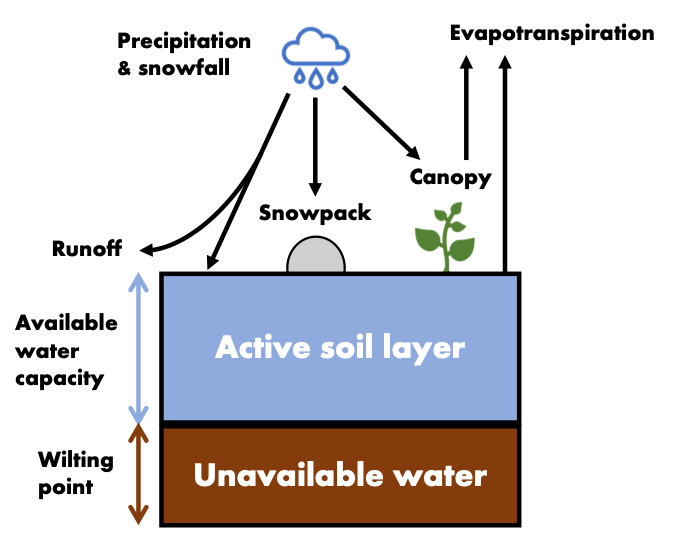 Precipitation
& snowfall
Evapotranspiration
Canopy
Snowpack
Runoff
Available
water
capacity
Active soil layer
Wilting
point
Unavailable water